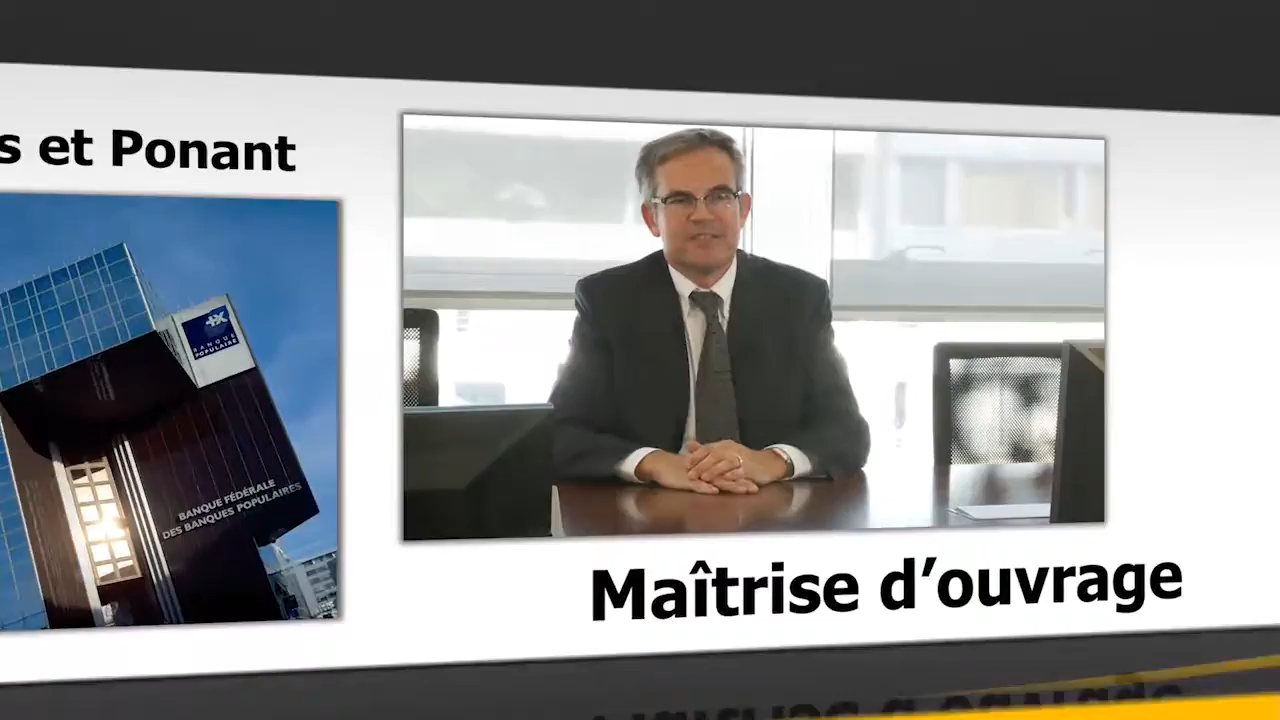 s et Ponant
BANQUE
POPULAIRE
BANQUE FÉDÉRALE
DES BANQUES POPULAIRES
Maîtrise d’ouvrage